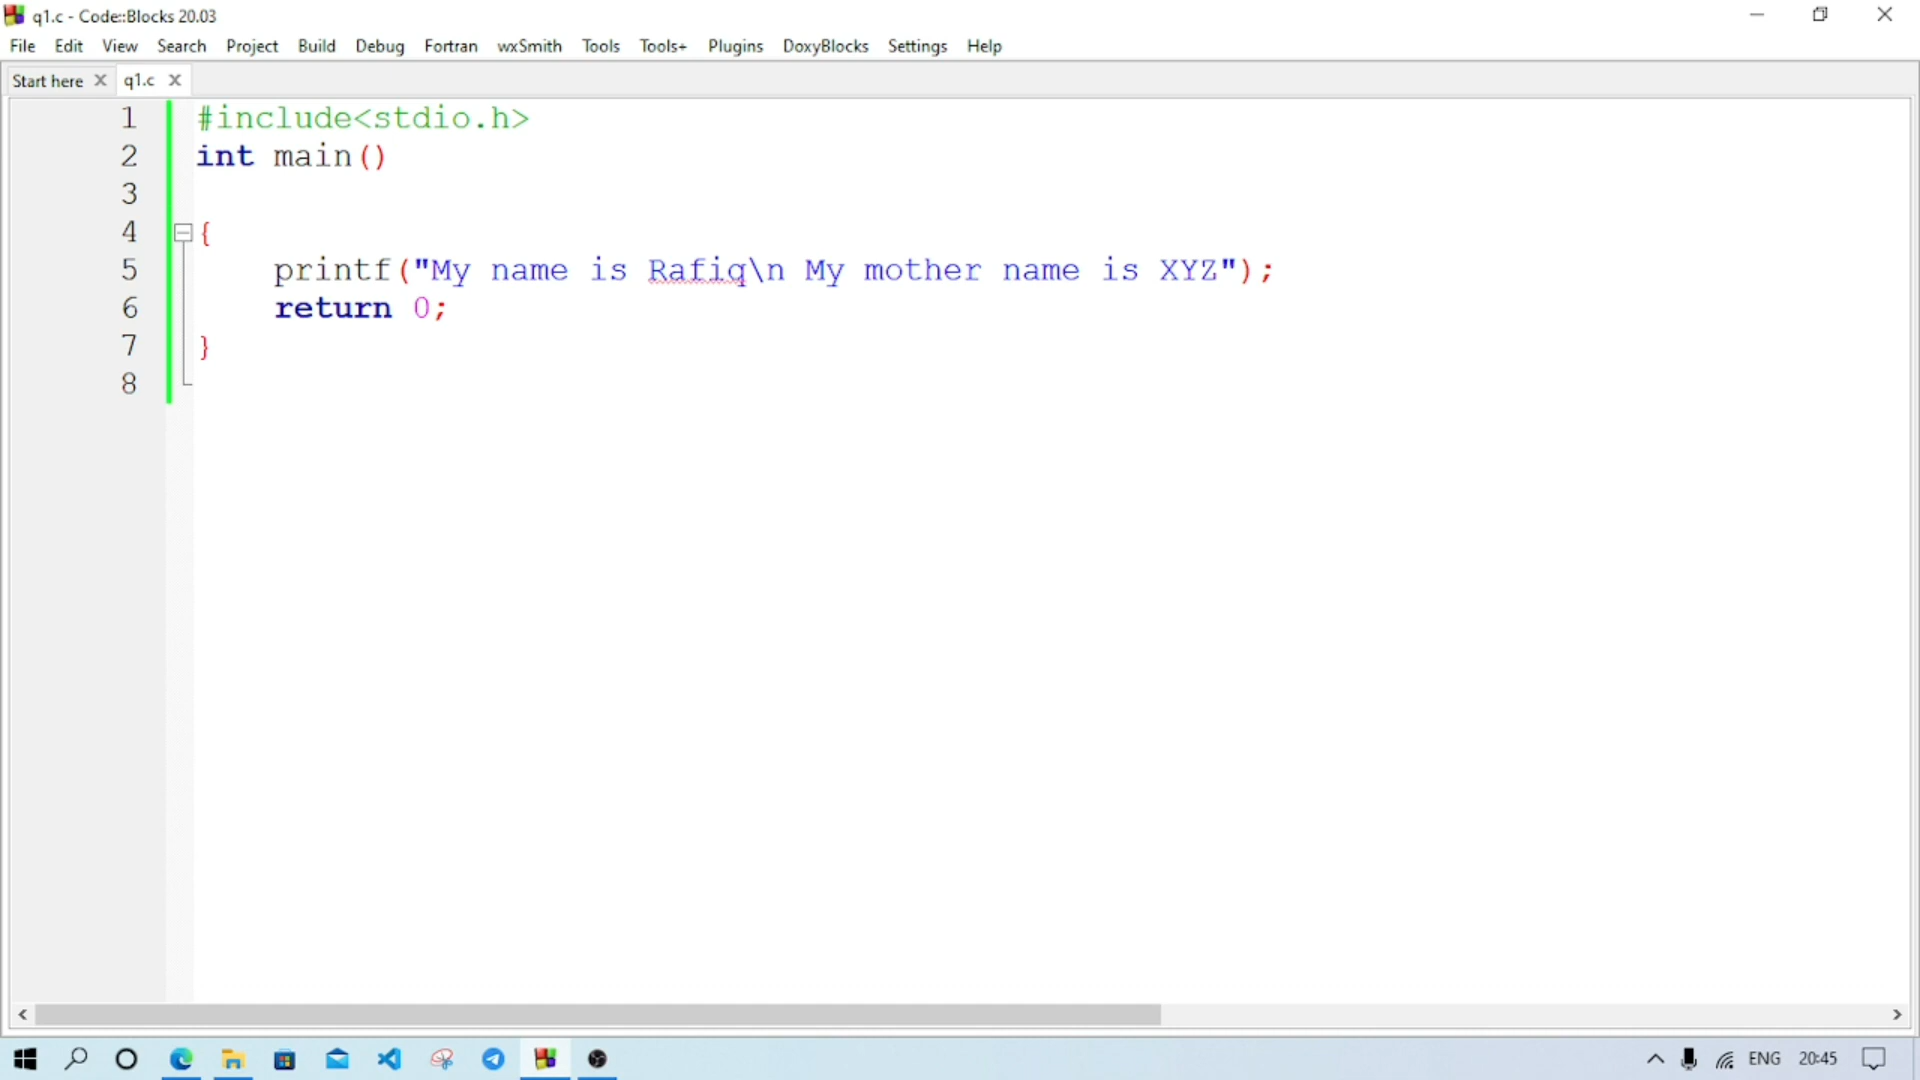 q1.c - Code::Blocks 20.03
File Edit View Search Project Build Debug Fortran wxSmith Tools Tools+ Plugins DoxyBlocks Settings Help
Start here q1.c
1 #include<stdio.h>
2 int main()
3
4 {
5 printf("My name is Rafiq\n My mother name is XYZ");
6 return 0;
7 }
8
ENG 20:45